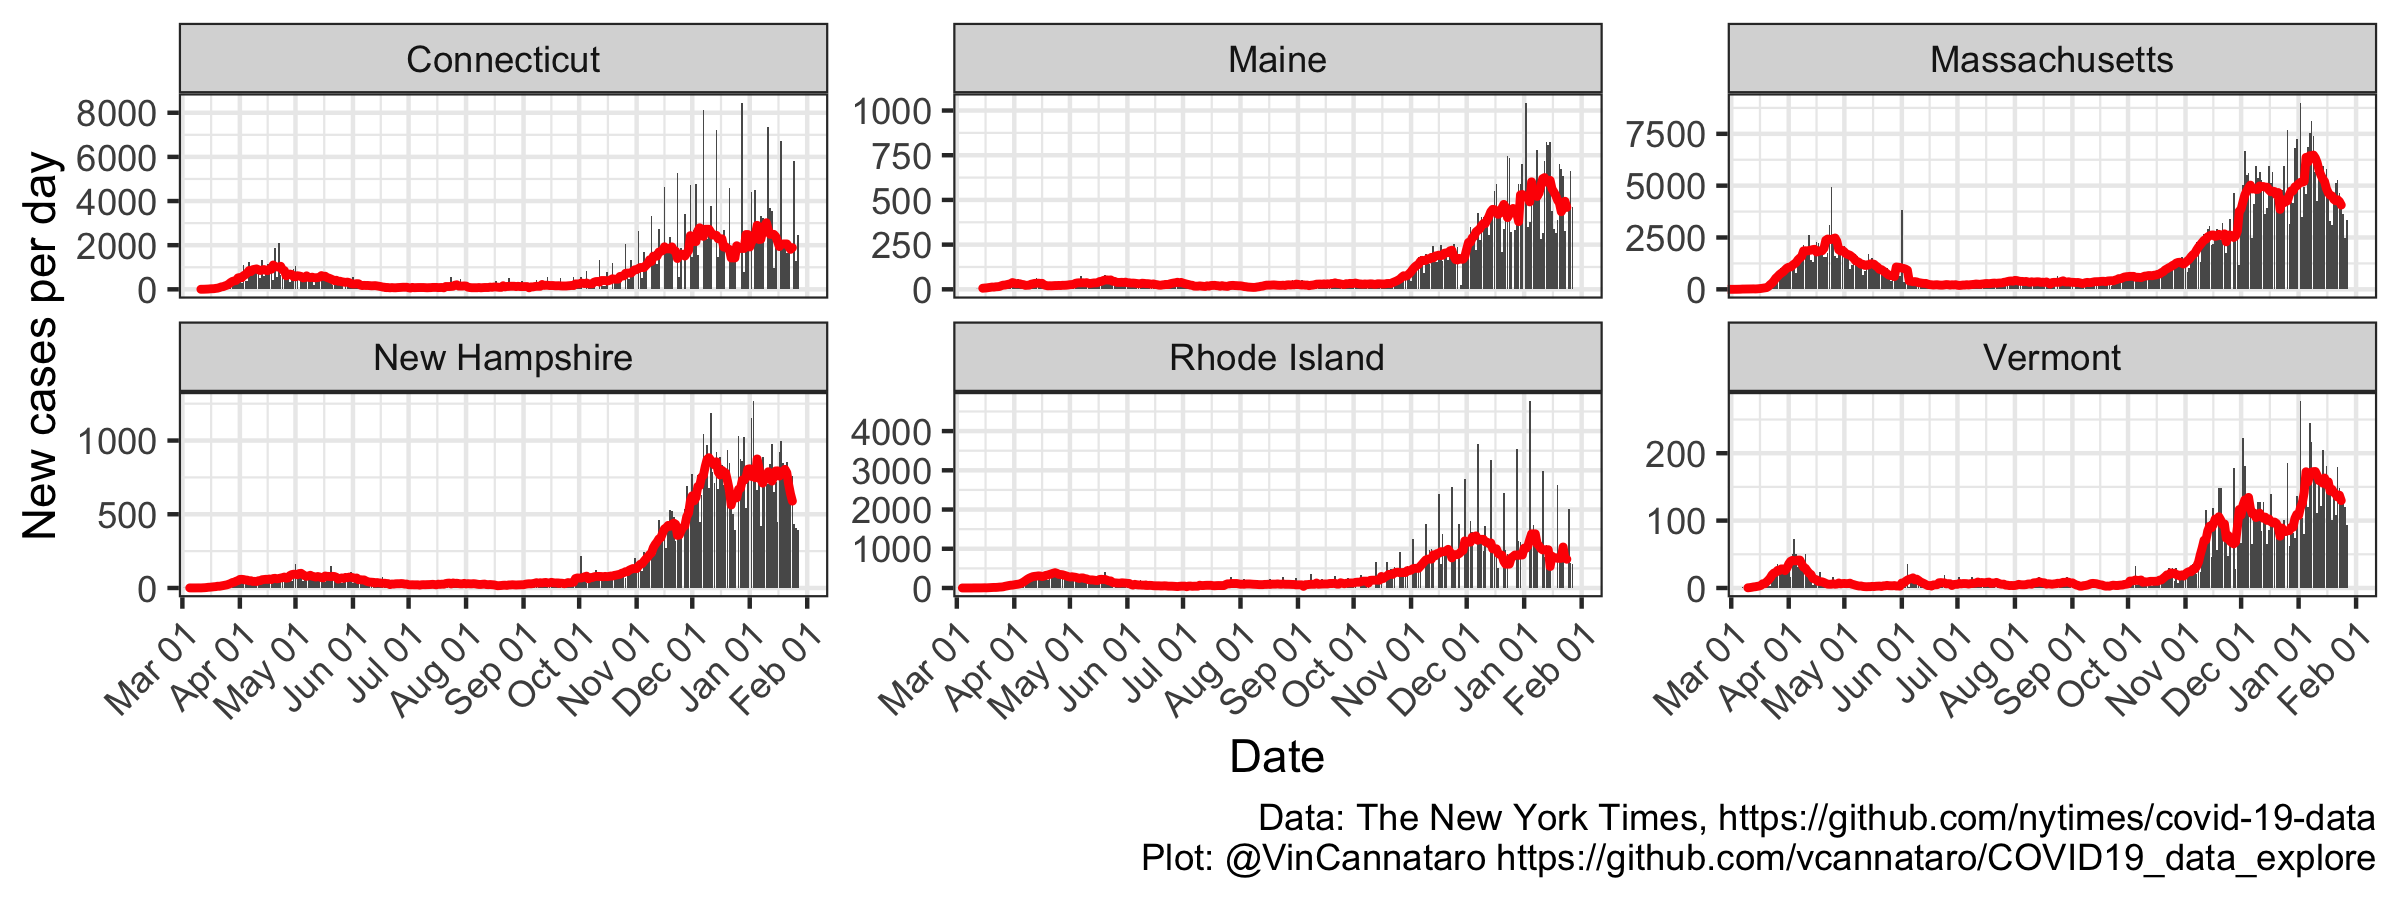 Connecticut
Maine
Massachusetts
8000
6000
4000
2000
0
1000
750
500
250
0
7500
5000
2500
0
New cases per day
New Hampshire
Rhode Island
Vermont
1000
500
0
4000
3000
2000
1000
0
200
100
0
Mar 01
Apr 01
May 01
Jun 01
Jul 01
Aug 01
Sep 01
Oct 01
Nov 01
Dec 01
Jan 01
Feb 01
Mar 01
Apr 01
May 01
Jun 01
Jul 01
Aug 01
Sep 01
Oct 01
Nov 01
Dec 01
Jan 01
Feb 01
Mar 01
Apr 01
May 01
Jun 01
Jul 01
Aug 01
Sep 01
Oct 01
Nov 01
Dec 01
Jan 01
Feb 01
Date
Data: The New York Times, https://github.com/nytimes/covid-19-data
Plot: @VinCannataro https://github.com/vcannataro/COVID19_data_explore